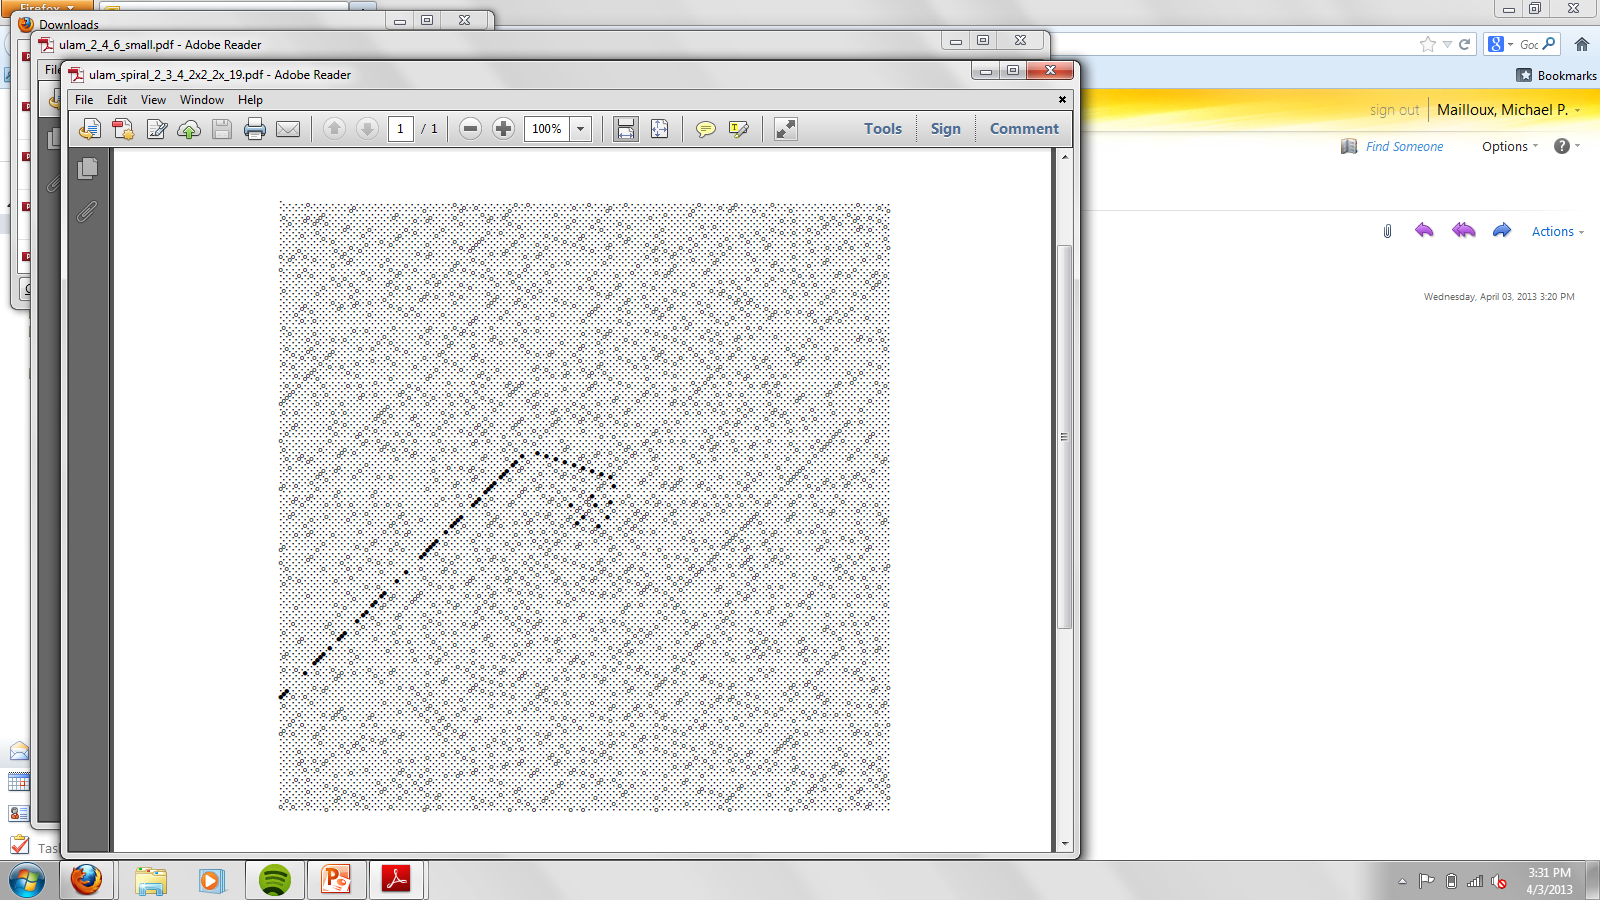 Firefox
Downloads
ulam_2_4_6_small.pdf - Adobe Reader
ulam_spiral_2_3_4_2x2_2x_19.pdf - Adobe Reader
File Edit View Window Help
1 / 1 100% Tools Sign Comment
Bookmarks
sign out Mailloux, Michael P.
Find Someone Options
Actions
Wednesday, April 03, 2013 3:20 PM
3:31 PM
4/3/2013